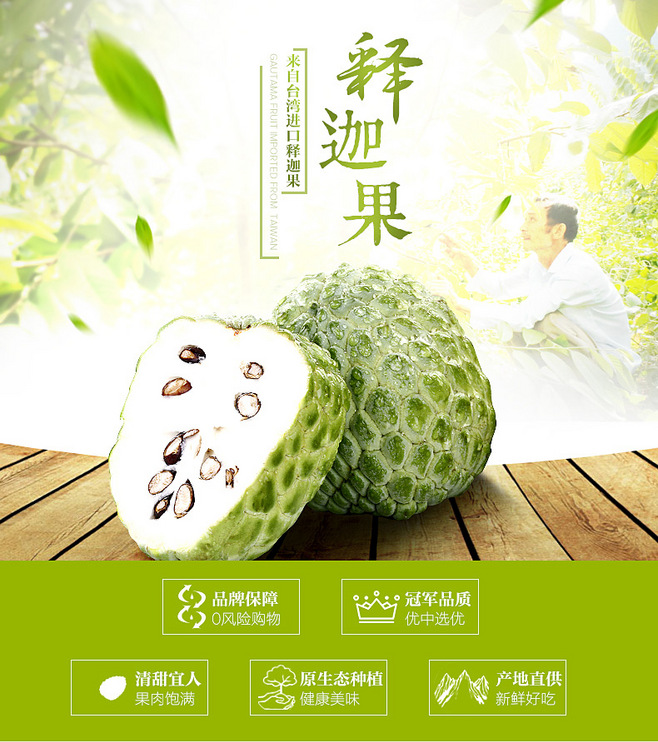 释迦果
来自台湾进口释迦果
GAUTAMA FRUIT IMPORTED FROM TAIWAN
品牌保障
0风险购物
冠军品质
优中选优
清甜宜人
果肉饱满
原生态种植
健康美味
产地直供
新鲜好吃